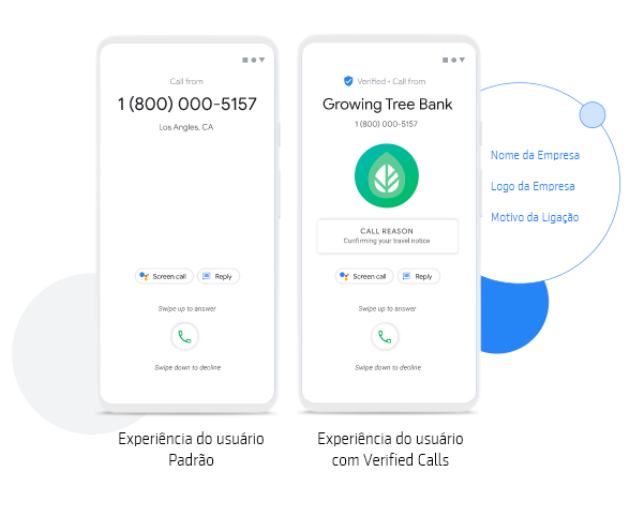 Call from
1 (800) 000-5157
Los Angles, CA
Screen call
Reply
Swipe up to answer
Swipe down to decline
Experiência do usuário
Padrão
Verified • Call from
Growing Tree Bank
1 (800) 000-5157
CALL REASON
Confirming your travel notice
Screen call
Reply
Swipe up to answer
Swipe down to decline
Experiência do usuário
com Verified Calls
Nome da Empresa
Logo da Empresa
Motivo da Ligação